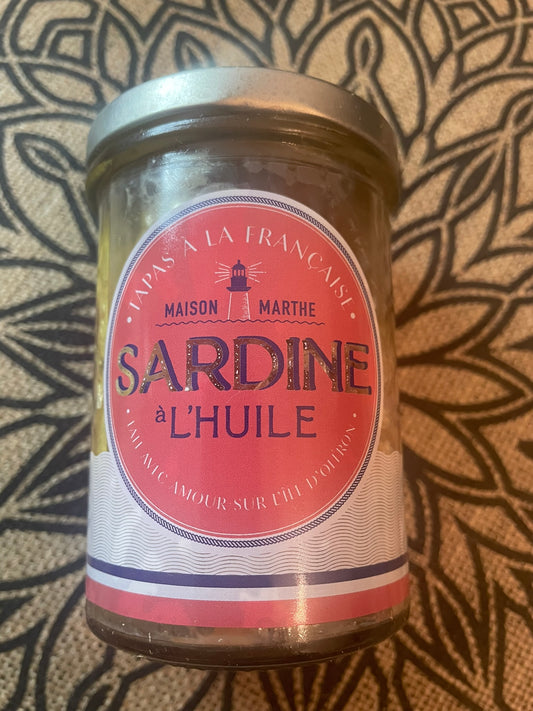 • TAPAS À LA FRANÇAISE •
MAISON MARTHE
SARDINE
à L'HUILE
• FAIT AVEC AMOUR SUR L'ÎLE D'OLÉRON •